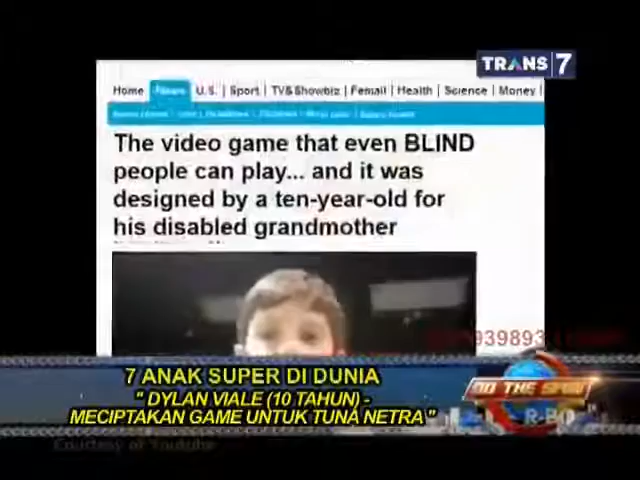 TRANS 7
Home News U.S. Sport TV&Showbiz Femail Health Science Money
The video game that even BLIND
people can play... and it was
designed by a ten-year-old for
his disabled grandmother
7 ANAK SUPER DI DUNIA
" DYLAN VIALE (10 TAHUN) -
MECIPTAKAN GAME UNTUK TUNA NETRA "
ON THE SPOT
Courtesy of Youtube